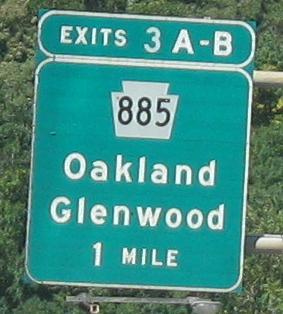 EXITS 3 A-B
885
Oakland
Glenwood
1 MILE